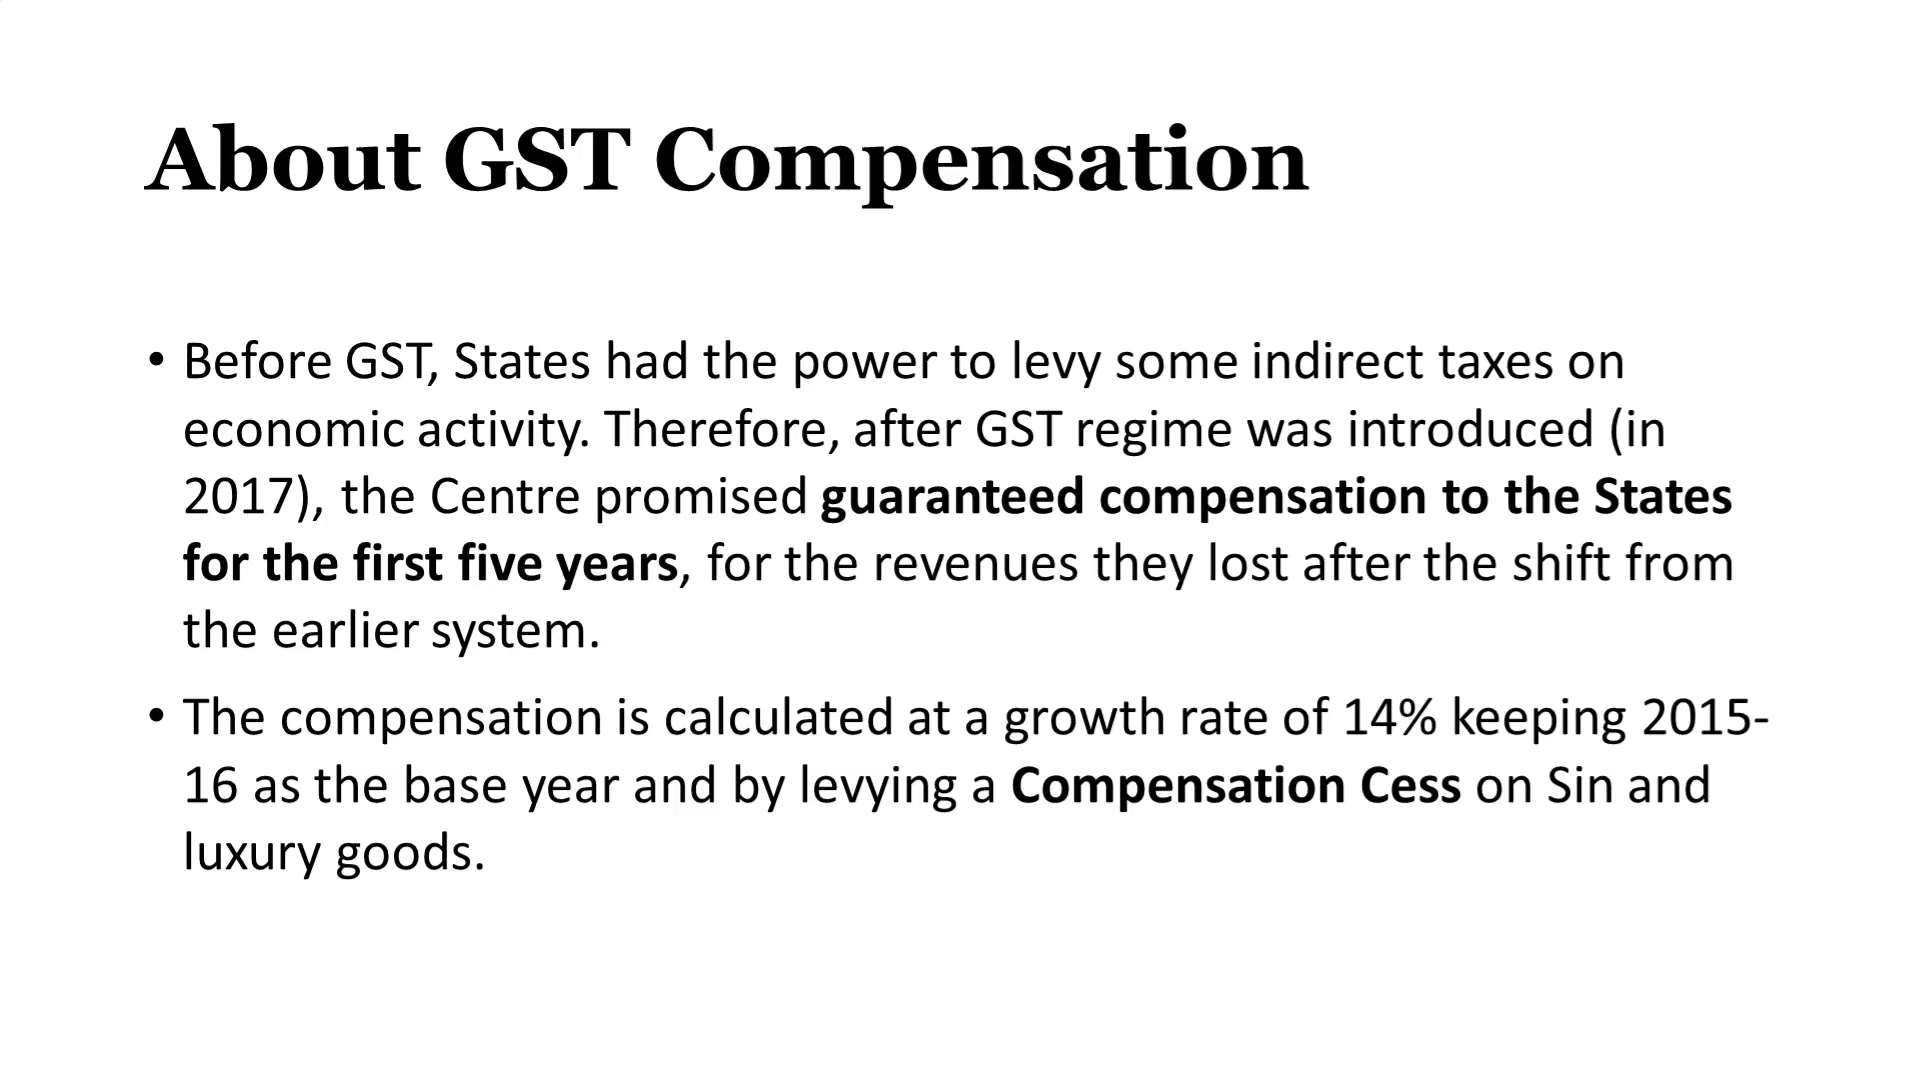 About GST Compensation
• Before GST, States had the power to levy some indirect taxes on
economic activity. Therefore, after GST regime was introduced (in
2017), the Centre promised guaranteed compensation to the States
for the first five years, for the revenues they lost after the shift from
the earlier system.
• The compensation is calculated at a growth rate of 14% keeping 2015-
16 as the base year and by levying a Compensation Cess on Sin and
luxury goods.